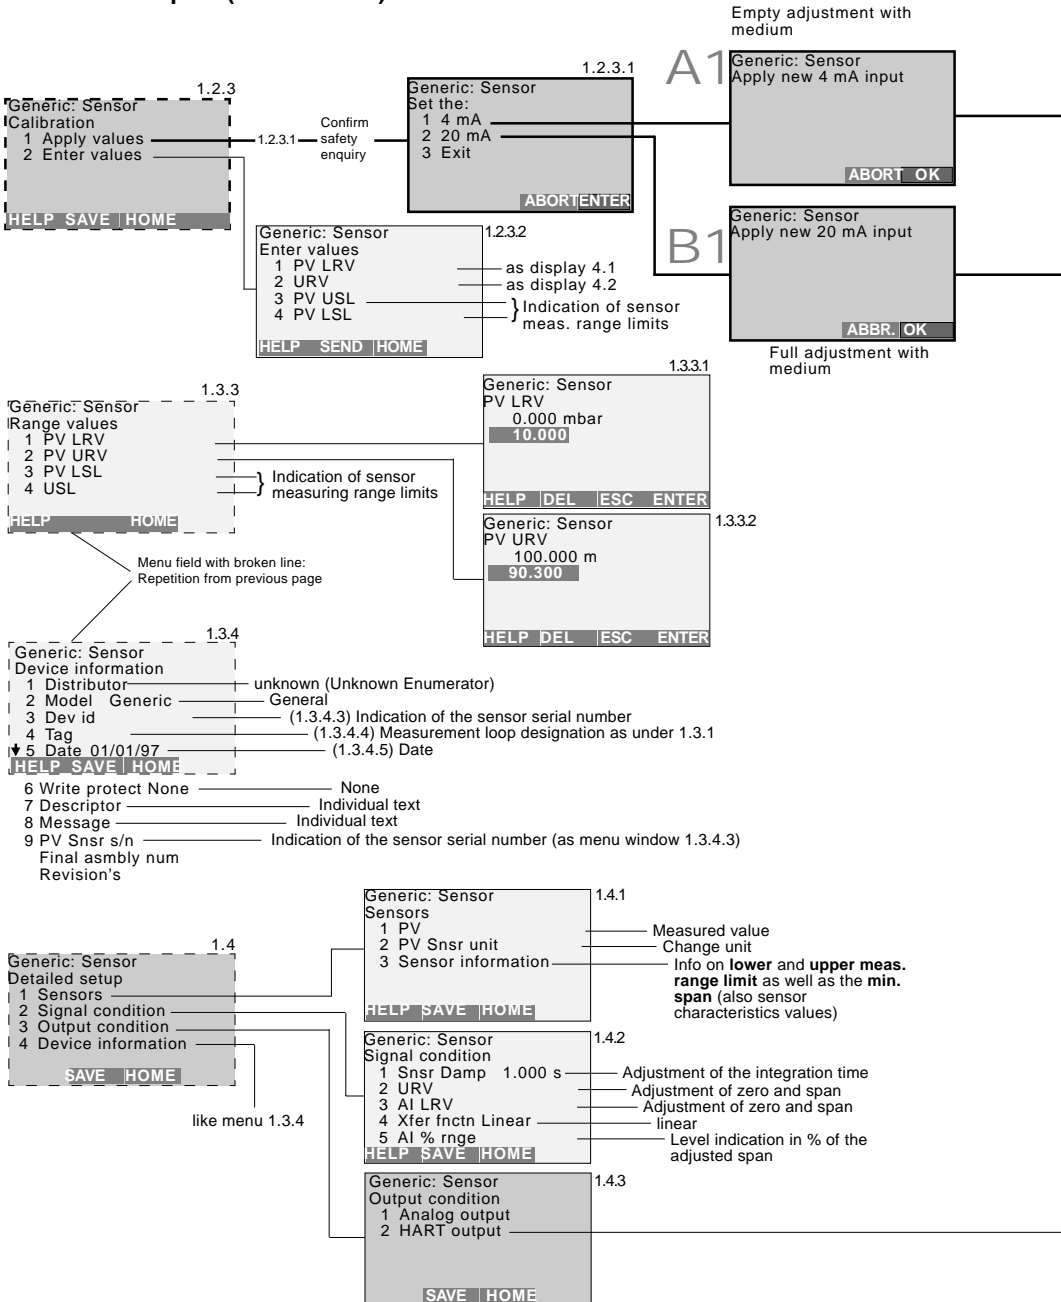 Empty adjustment with
medium
A1
Generic: Sensor
Apply new 4 mA input
ABORT OK
1.2.3
Generic: Sensor
Calibration
1 Apply values
2 Enter values
HELP SAVE HOME
1.2.3.1
Confirm
safety
enquiry
1.2.3.1
Generic: Sensor
Set the:
1 4 mA
2 20 mA
3 Exit
ABORT ENTER
B1
Generic: Sensor
Apply new 20 mA input
ABBR. OK
Full adjustment with
medium
1.2.3.2
Generic: Sensor
Enter values
1 PV LRV
2 URV
3 PV USL
4 PV LSL
HELP SEND HOME
as display 4.1
as display 4.2
} Indication of sensor
meas. range limits
1.3.3
Generic: Sensor
Range values
1 PV LRV
2 PV URV
3 PV LSL
4 USL
HELP HOME
} Indication of sensor
measuring range limits
1.3.3.1
Generic: Sensor
PV LRV
0.000 mbar
10.000
HELP DEL ESC ENTER
1.3.3.2
Generic: Sensor
PV URV
100.000 m
90.300
HELP DEL ESC ENTER
Menu field with broken line:
Repetition from previous page
1.3.4
Generic: Sensor
Device information
1 Distributor
2 Model Generic
3 Dev id
4 Tag
5 Date 01/01/97
HELP SAVE HOME
unknown (Unknown Enumerator)
General
(1.3.4.3) Indication of the sensor serial number
(1.3.4.4) Measurement loop designation as under 1.3.1
(1.3.4.5) Date
6 Write protect None
None
7 Descriptor
Individual text
8 Message
Individual text
9 PV Snsr s/n
Indication of the sensor serial number (as menu window 1.3.4.3)
Final asmbly num
Revision's
1.4
Generic: Sensor
Detailed setup
1 Sensors
2 Signal condition
3 Output condition
4 Device information
SAVE HOME
like menu 1.3.4
1.4.1
Generic: Sensor
Sensors
1 PV
2 PV Snsr unit
3 Sensor information
HELP SAVE HOME
Measured value
Change unit
Info on lower and upper meas.
range limit as well as the min.
span (also sensor
characteristics values)
1.4.2
Generic: Sensor
Signal condition
1 Snsr Damp 1.000 s
2 URV
3 AI LRV
4 Xfer fnctn Linear
5 AI % rnge
HELP SAVE HOME
Adjustment of the integration time
Adjustment of zero and span
Adjustment of zero and span
linear
Level indication in % of the
adjusted span
1.4.3
Generic: Sensor
Output condition
1 Analog output
2 HART output
SAVE HOME